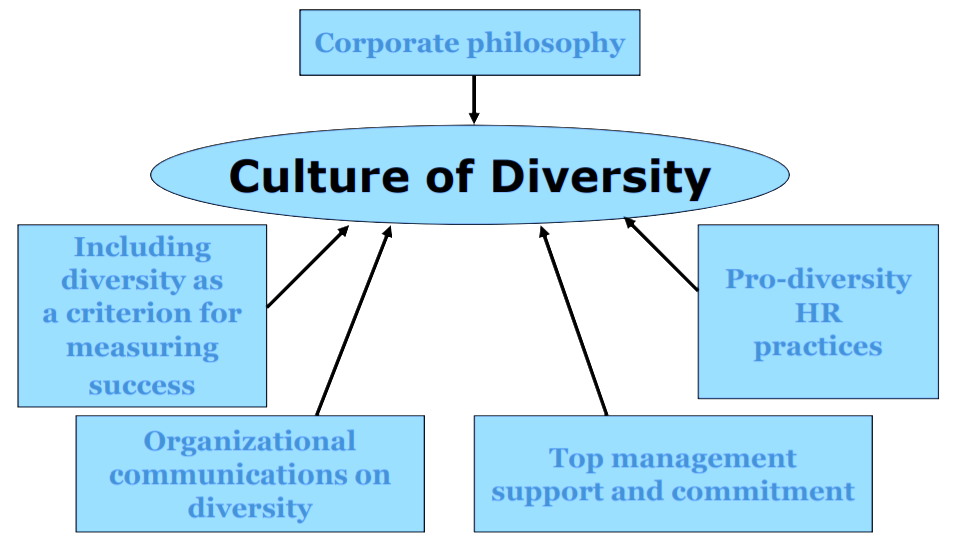 Corporate philosophy
Culture of Diversity
Including
diversity as
a criterion for
measuring
success
Pro-diversity
HR
practices
Organizational
communications on
diversity
Top management
support and commitment